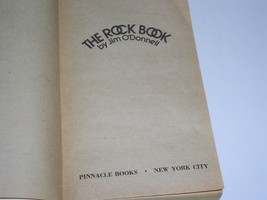 THE ROCK BOOK
by Jim O'Donnell
PINNACLE BOOKS • NEW YORK CITY